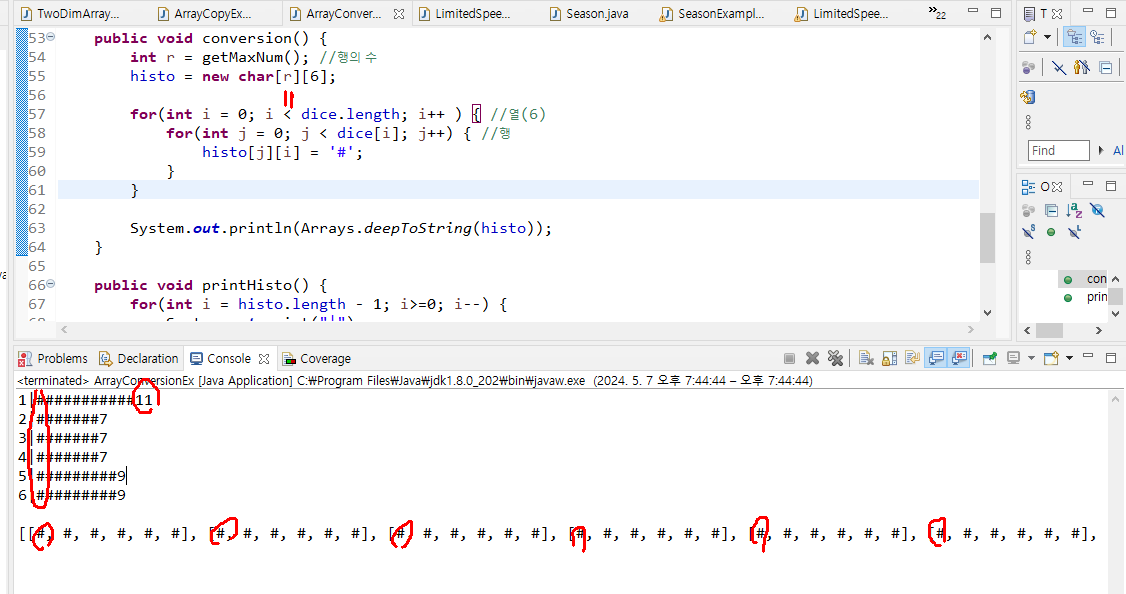 TwoDimArray... ArrayCopyEx... ArrayConver... LimitedSpee... Season.java SeasonExampl... LimitedSpee... »22
T
53 public void conversion() {
54 int r = getMaxNum(); //행의 수
55 histo = new char[r][6];
56
57 for(int i = 0; i < dice.length; i++ ) { //열(6)
58 for(int j = 0; j < dice[i]; j++) { //행
59 histo[j][i] = '#';
60 }
61 }
62
63 System.out.println(Arrays.deepToString(histo));
64 }
65
66 public void printHisto() {
67 for(int i = histo.length - 1; i>=0; i--) {
Find Al
O
con
prin
Problems Declaration Console Coverage
<terminated> ArrayConversionEx [Java Application] C:₩Program Files₩Java₩jdk1.8.0_202₩bin₩javaw.exe (2024. 5. 7 오후 7:44:44 – 오후 7:44:44)
1|###########11
2|#######7
3|#######7
4|#######7
5|#########9
6|#########9
[[#, #, #, #, #, #], [#, #, #, #, #, #], [#, #, #, #, #, #], [#, #, #, #, #, #], [#, #, #, #, #, #], [#, #, #, #, #, #],